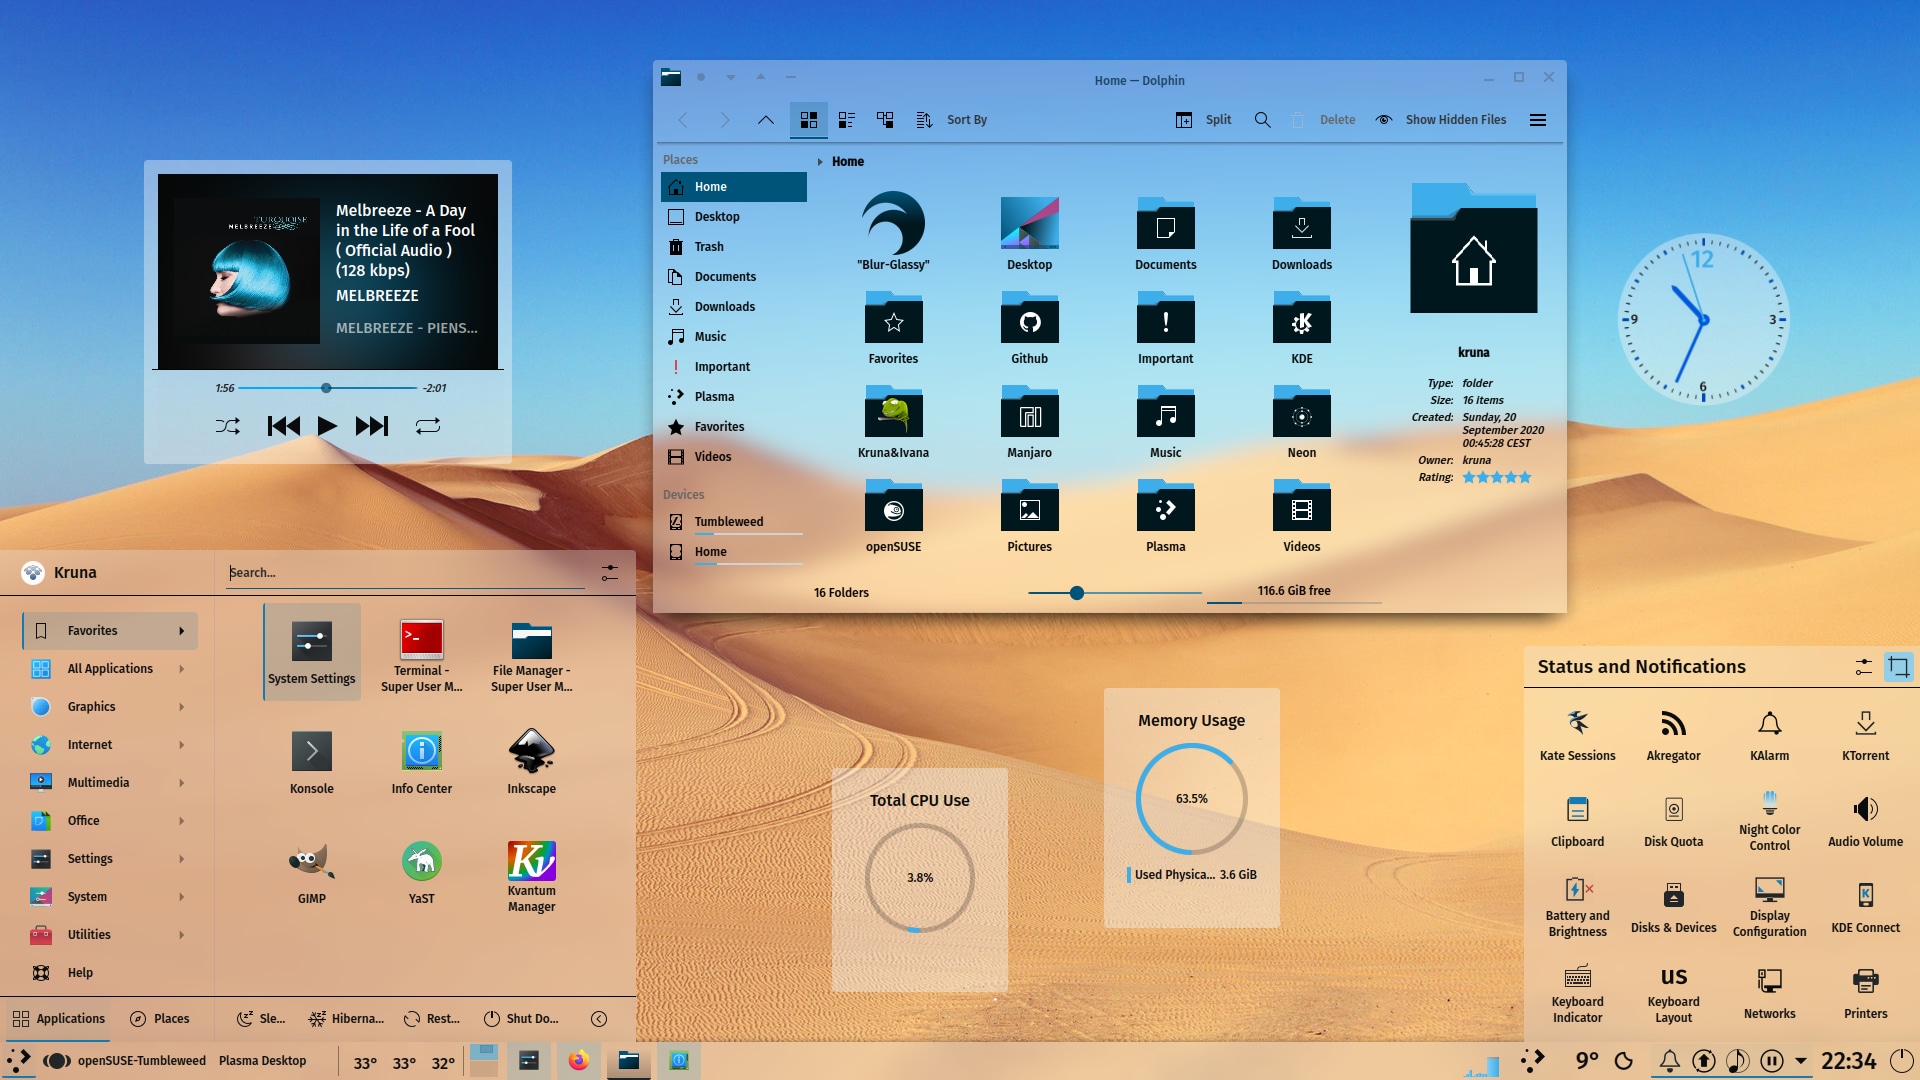 Home — Dolphin
Sort By
Split
Delete
Show Hidden Files
Places
Home
Desktop
Trash
Documents
Downloads
Music
Important
Plasma
Favorites
Videos
Devices
Tumbleweed
Home
Home
"Blur-Glassy"
Desktop
Documents
Downloads
Favorites
Github
Important
KDE
Kruna&Ivana
Manjaro
Music
Neon
openSUSE
Pictures
Plasma
Videos
16 Folders
116.6 GiB free
kruna
Type: folder
Size: 16 items
Created: Sunday, 20
September 2020
00:45:28 CEST
Owner: kruna
Rating:
TURQUOISE
MELBREEZE
Melbreeze - A Day
in the Life of a Fool
( Official Audio )
(128 kbps)
MELBREEZE
MELBREEZE - PIENS...
1:56
-2:01
12
3
6
9
Kruna
Search...
Favorites
All Applications
Graphics
Internet
Multimedia
Office
Settings
System
Utilities
Help
System Settings
>_
Terminal -
Super User M...
File Manager -
Super User M...
Konsole
Info Center
Inkscape
GIMP
YaST
Kv
Kvantum
Manager
Applications
Places
Sle...
Hiberna...
Rest...
Shut Do...
Total CPU Use
3.8%
Memory Usage
63.5%
Used Physica... 3.6 GiB
Status and Notifications
Kate Sessions
Akregator
KAlarm
KTorrent
Clipboard
Disk Quota
Night Color
Control
Audio Volume
Battery and
Brightness
Disks & Devices
Display
Configuration
KDE Connect
Keyboard
Indicator
US
Keyboard
Layout
Networks
Printers
openSUSE-Tumbleweed
Plasma Desktop
33° 33° 32°
9°
22:34